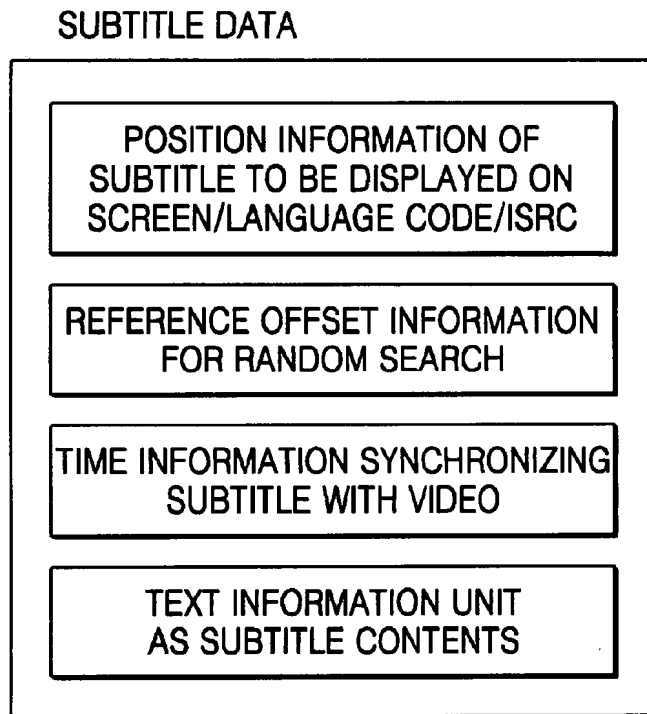 SUBTITLE DATA
POSITION INFORMATION OF
SUBTITLE TO BE DISPLAYED ON
SCREEN/LANGUAGE CODE/ISRC
REFERENCE OFFSET INFORMATION
FOR RANDOM SEARCH
TIME INFORMATION SYNCHRONIZING
SUBTITLE WITH VIDEO
TEXT INFORMATION UNIT
AS SUBTITLE CONTENTS